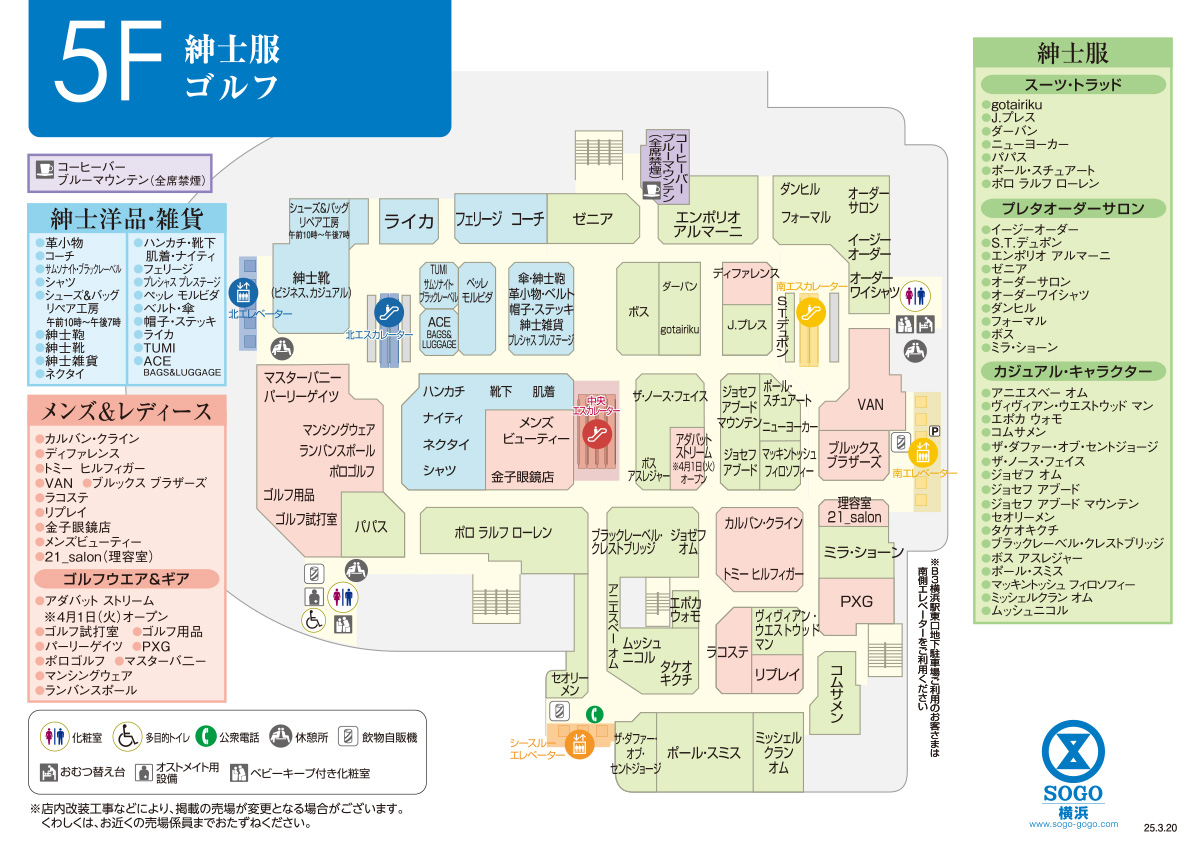 5F 紳士服
ゴルフ
コーヒーバー
ブルーマウンテン(全席禁煙)
紳士洋品・雑貨
革小物
コーチ
サムソナイト・ブラックレーベル
シャツ
シューズ&バッグ
リペア工房
午前10時〜午後7時
紳士鞄
紳士靴
紳士雑貨
ネクタイ
ハンカチ・靴下
肌着・ナイティ
フェリージ
プレシャス プレステージ
ペッレ モルビダ
ベルト・傘
帽子・ステッキ
ライカ
TUMI
ACE
BAGS&LUGGAGE
メンズ&レディース
カルバン・クライン
ディファレンス
トミー ヒルフィガー
VAN ブルックス ブラザーズ
ラコステ
リプレイ
金子眼鏡店
メンズビューティー
21_salon(理容室)
ゴルフウエア&ギア
アダバット ストリーム
※4月1日(火)オープン
ゴルフ試打室 ゴルフ用品
パーリーゲイツ PXG
ポロゴルフ マスターバニー
マンシングウェア
ランバンスポール
化粧室
多目的トイレ
公衆電話
休憩所
飲物自販機
おむつ替え台
オストメイト用
設備
ベビーキープ付き化粧室
※店内改装工事などにより、掲載の売場が変更となる場合がございます。
くわしくは、お近くの売場係員までおたずねください。
シューズ&バッグ
リペア工房
午前10時〜午後7時
紳士靴
(ビジネス、カジュアル)
ライカ
フェリージ コーチ
ゼニア
コーヒーバー
ブルーマウンテン
(全席禁煙)
エンポリオ
アルマーニ
ダンヒル
フォーマル
オーダー
サロン
イージー
オーダー
オーダー
ワイシャツ
北エレベーター
北エスカレーター
TUMI
サムソナイト
ブラックレーベル
ACE
BAGS&
LUGGAGE
ペッレ
モルビダ
傘・紳士鞄
革小物・ベルト
帽子・ステッキ
紳士雑貨
プレシャス プレステージ
ボス
ダーバン
gotairiku
ディファレンス
J.プレス
S.T.デュポン
南エスカレーター
マスターバニー
パーリーゲイツ
マンシングウェア
ランバンスポール
ポロゴルフ
ゴルフ用品
ゴルフ試打室
パパス
ハンカチ 靴下 肌着
ナイティ
ネクタイ
シャツ
メンズ
ビューティー
金子眼鏡店
中央
エスカレーター
ザ・ノース・フェイス
ボス
アスレジャー
アダバット
ストリーム
※4月1日(火)
オープン
ジョセフ
アブード
マウンテン
ジョセフ
アブード
ポール・
スチュアート
ニューヨーカー
マッキントッシュ
フィロソフィー
VAN
ブルックス
ブラザーズ
P
南エレベーター
理容室
21_salon
ミラ・ショーン
PXG
ポロ ラルフ ローレン
ブラックレーベル・
クレストブリッジ
ジョゼフ
オム
アニエスベー オム
エポカ
ウォモ
ムッシュ
ニコル
タケオ
キクチ
カルバン・クライン
トミー ヒルフィガー
ラコステ
ヴィヴィアン・
ウエストウッド
マン
リプレイ
コムサメン
セオリー
メン
シースルー
エレベーター
ザ・ダファー・
オブ・
セントジョージ
ポール・スミス
ミッシェル
クラン
オム
※B3横浜駅東口地下駐車場ご利用のお客さまは
南側エレベーターをご利用ください
紳士服
スーツ・トラッド
gotairiku
J.プレス
ダーバン
ニューヨーカー
パパス
ポール・スチュアート
ポロ ラルフ ローレン
プレタオーダーサロン
イージーオーダー
S.T.デュポン
エンポリオ アルマーニ
ゼニア
オーダーサロン
オーダーワイシャツ
ダンヒル
フォーマル
ボス
ミラ・ショーン
カジュアル・キャラクター
アニエスベー オム
ヴィヴィアン・ウエストウッド マン
エポカ ウォモ
コムサメン
ザ・ダファー・オブ・セントジョージ
ザ・ノース・フェイス
ジョゼフ オム
ジョセフ アブード
ジョセフ アブード マウンテン
セオリーメン
タケオキクチ
ブラックレーベル・クレストブリッジ
ボス アスレジャー
ポール・スミス
マッキントッシュ フィロソフィー
ミッシェルクラン オム
ムッシュニコル
SOGO
横浜
www.sogo-gogo.com
25.3.20